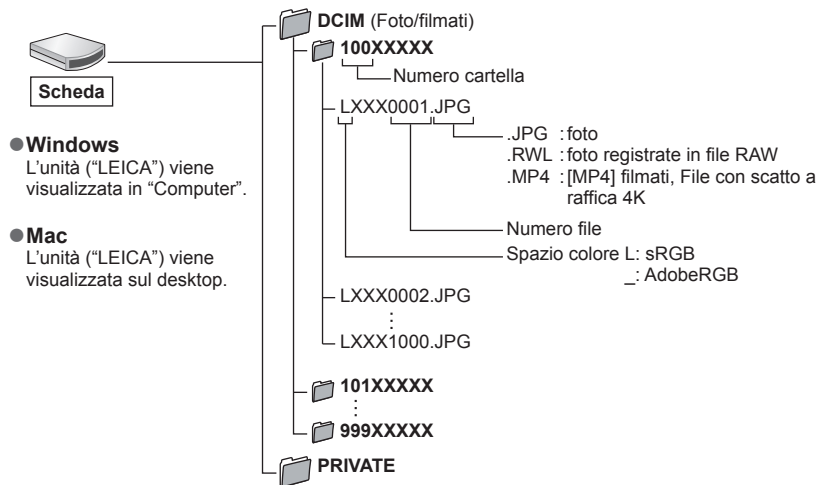 DCIM (Foto/filmati)
100XXXXX
Numero cartella
Scheda
LXXX0001.JPG
.JPG : foto
.RWL : foto registrate in file RAW
.MP4 : [MP4] filmati, File con scatto a
raffica 4K
Numero file
Spazio colore L: sRGB
_: AdobeRGB
●Windows
L'unità ("LEICA") viene
visualizzata in "Computer".
●Mac
L'unità ("LEICA") viene
visualizzata sul desktop.
LXXX0002.JPG
LXXX1000.JPG
101XXXXX
999XXXXX
PRIVATE